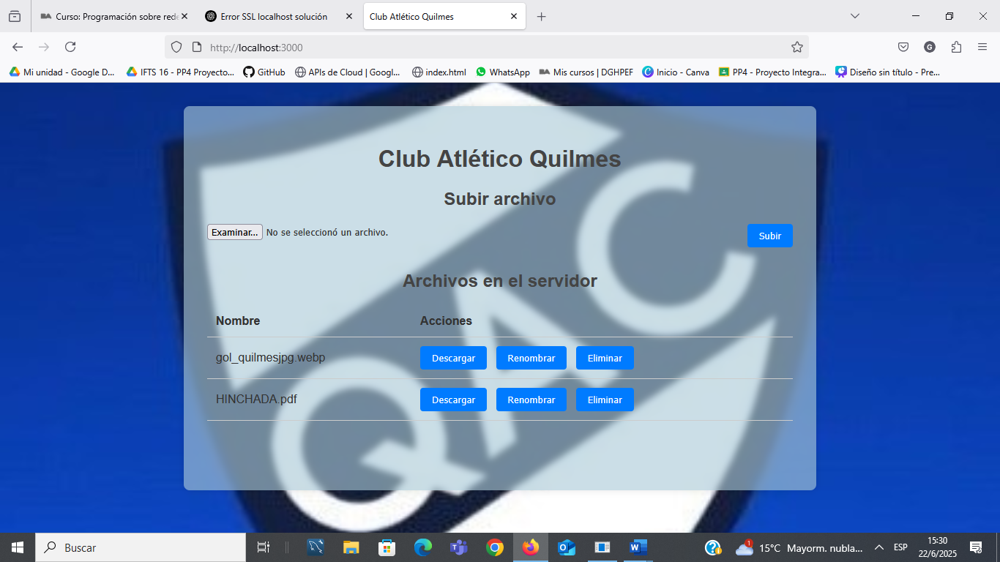 Curso: Programación sobre rede
Error SSL localhost solución
Club Atlético Quilmes
http://localhost:3000
G
Mi unidad - Google D...
IFTS 16 - PP4 Proyecto...
GitHub
APIs de Cloud | Googl...
index.html
WhatsApp
Mis cursos | DGHPEF
Inicio - Canva
PP4 - Proyecto Integra...
Diseño sin título - Pre...
Club Atlético Quilmes
Subir archivo
Examinar... No se seleccionó un archivo.
Subir
Archivos en el servidor
Nombre Acciones
gol_quilmesjpg.webp Descargar Renombrar Eliminar
HINCHADA.pdf Descargar Renombrar Eliminar
QAC
Buscar
1
15°C Mayorm. nubla...
ESP
15:30
22/6/2025